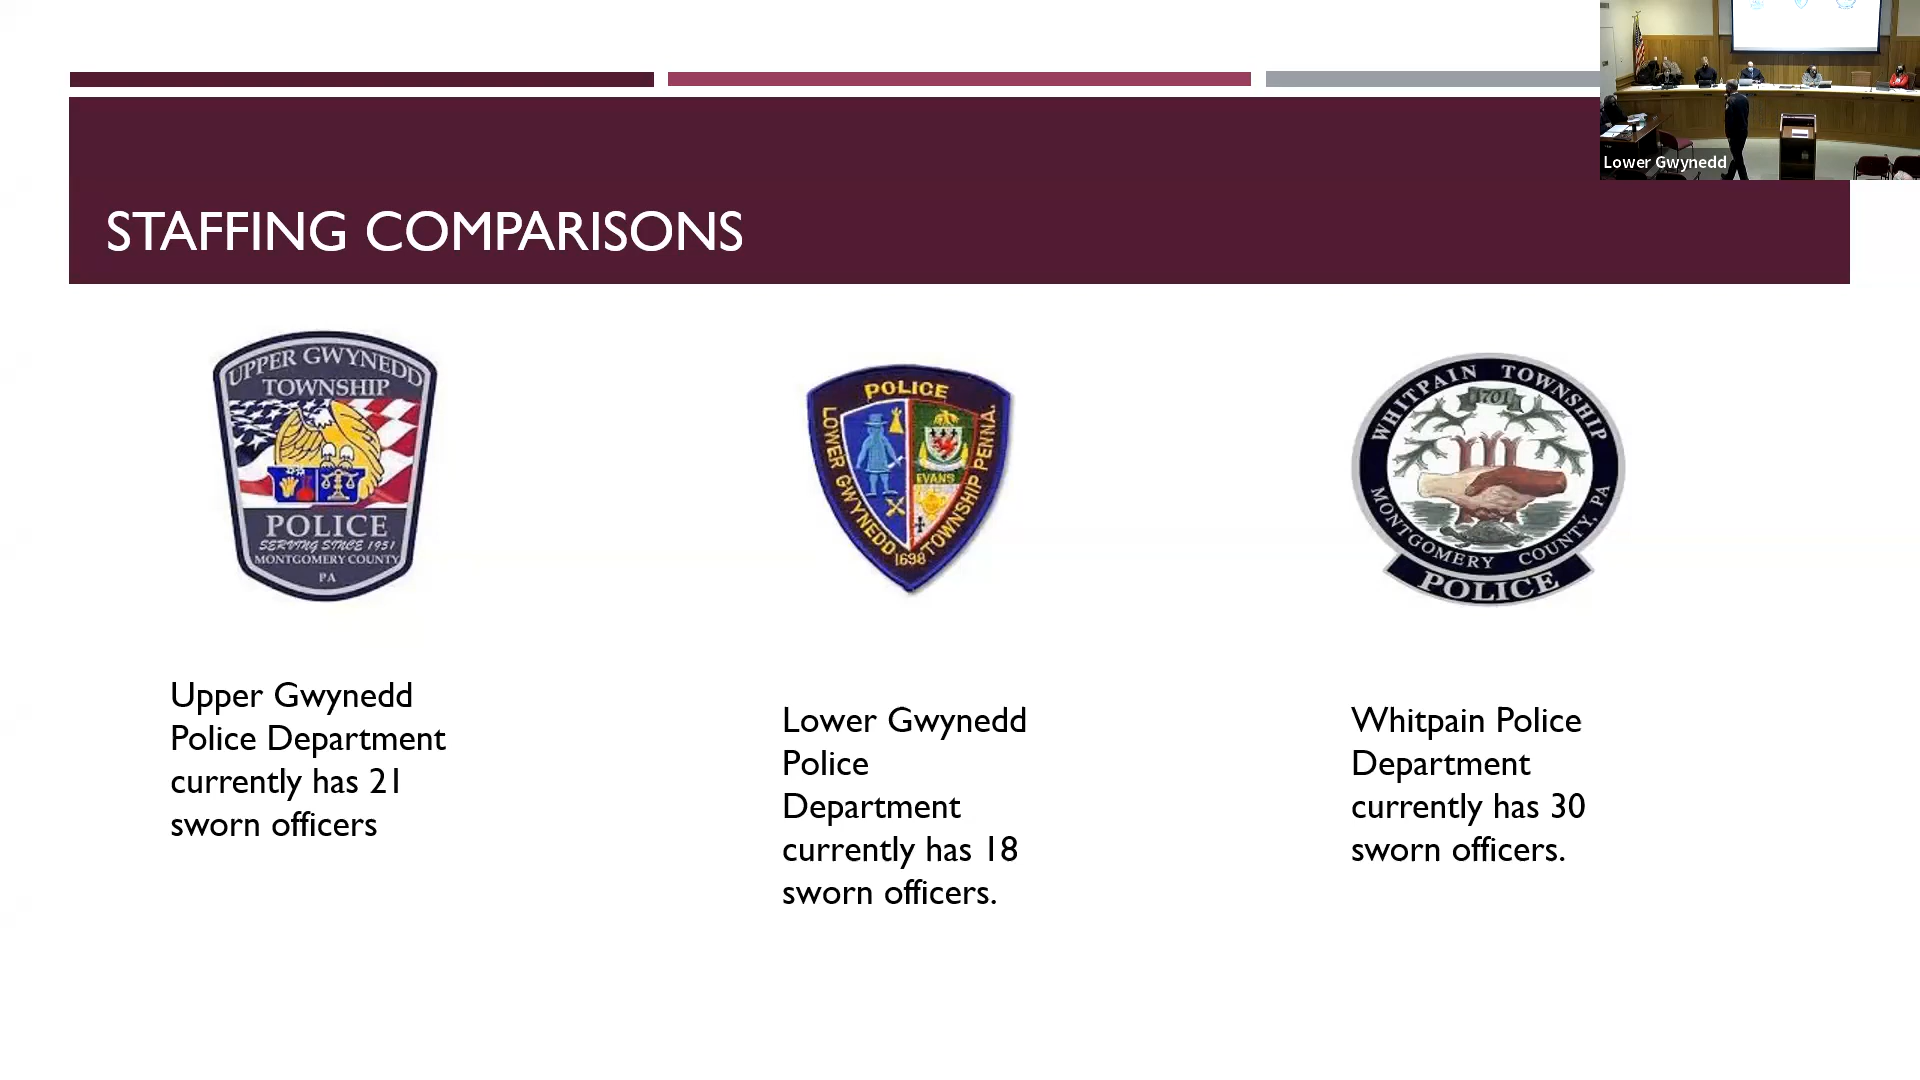 Lower Gwynedd
STAFFING COMPARISONS
UPPER GWYNEDD
TOWNSHIP
POLICE
SERVING SINCE 1931
MONTGOMERY COUNTY
PA
POLICE
LOWER GWYNEDD TOWNSHIP PENNA.
EVANS
1698
WHITPAIN TOWNSHIP
1701
MONTGOMERY COUNTY, PA
POLICE
Upper Gwynedd
Police Department
currently has 21
sworn officers
Lower Gwynedd
Police
Department
currently has 18
sworn officers.
Whitpain Police
Department
currently has 30
sworn officers.